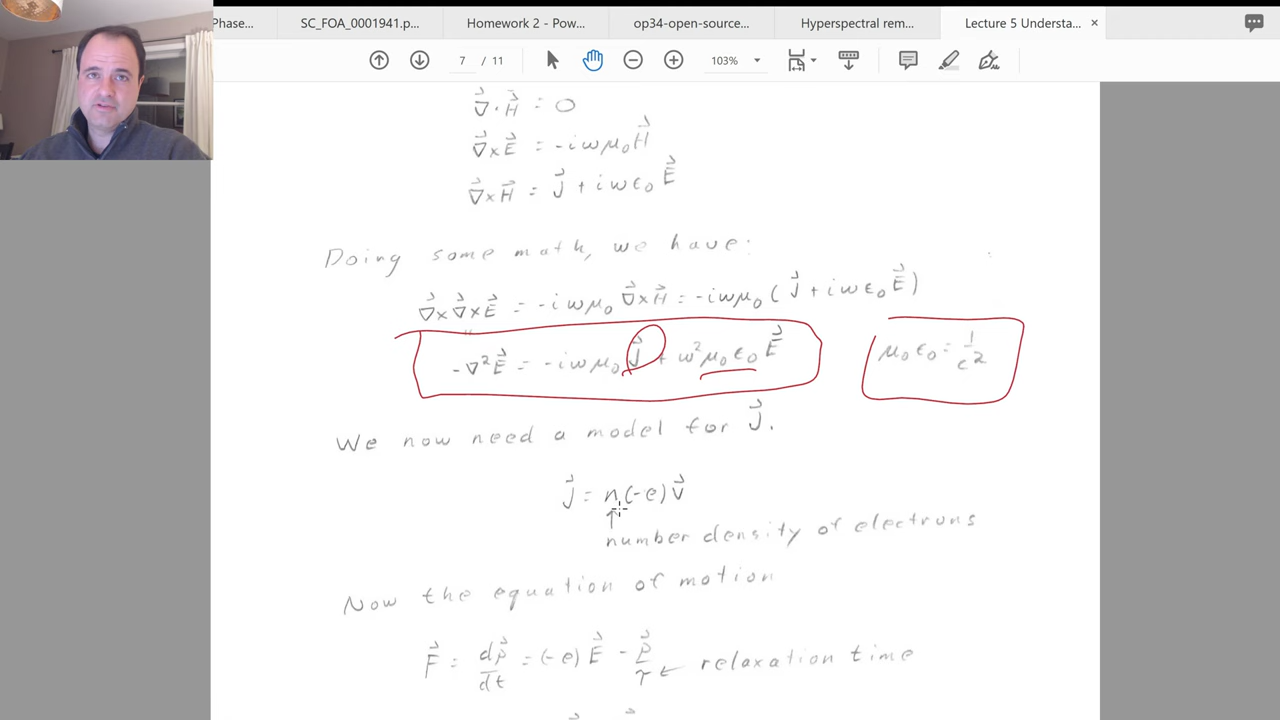 Phase... SC_FOA_0001941.p... Homework 2 - Pow... op34-open-source... Hyperspectral rem... Lecture 5 Understa... ×
7 / 11 103%
∇⃗·H⃗ = 0
∇⃗×E⃗ = -iωμ₀H⃗
∇⃗×H⃗ = J⃗ + iωε₀E⃗
Doing some math, we have:
∇⃗×∇⃗×E⃗ = -iωμ₀ ∇⃗×H⃗ = -iωμ₀(J⃗ + iωε₀E⃗)
-∇²E⃗ = -iωμ₀J⃗ + ω²μ₀ε₀E⃗ μ₀ε₀ = 1/c²
We now need a model for J⃗.
J⃗ = n(-e)v⃗
↑number density of electrons
Now the equation of motion
F⃗ = dp⃗/dt = (-e)E⃗ - p⃗/τ ← relaxation time